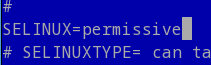 #
SELINUX=permissive
# SELINUXTYPE= can ta